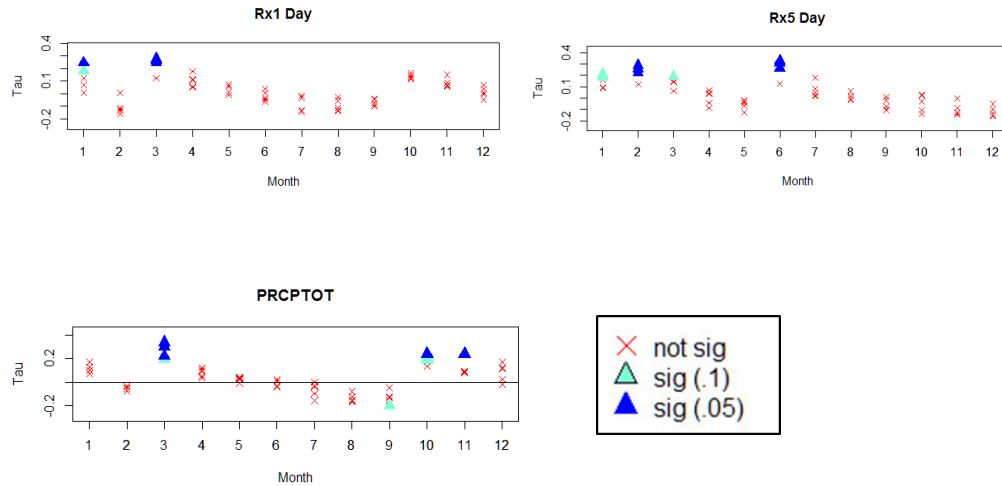 Rx1 Day
Tau
0.4
0.1
-0.2
1 2 3 4 5 6 7 8 9 10 11 12
Month
Rx5 Day
Tau
0.4
0.1
-0.2
1 2 3 4 5 6 7 8 9 10 11 12
Month
PRCPTOT
Tau
0.2
-0.2
1 2 3 4 5 6 7 8 9 10 11 12
Month
not sig
sig (.1)
sig (.05)